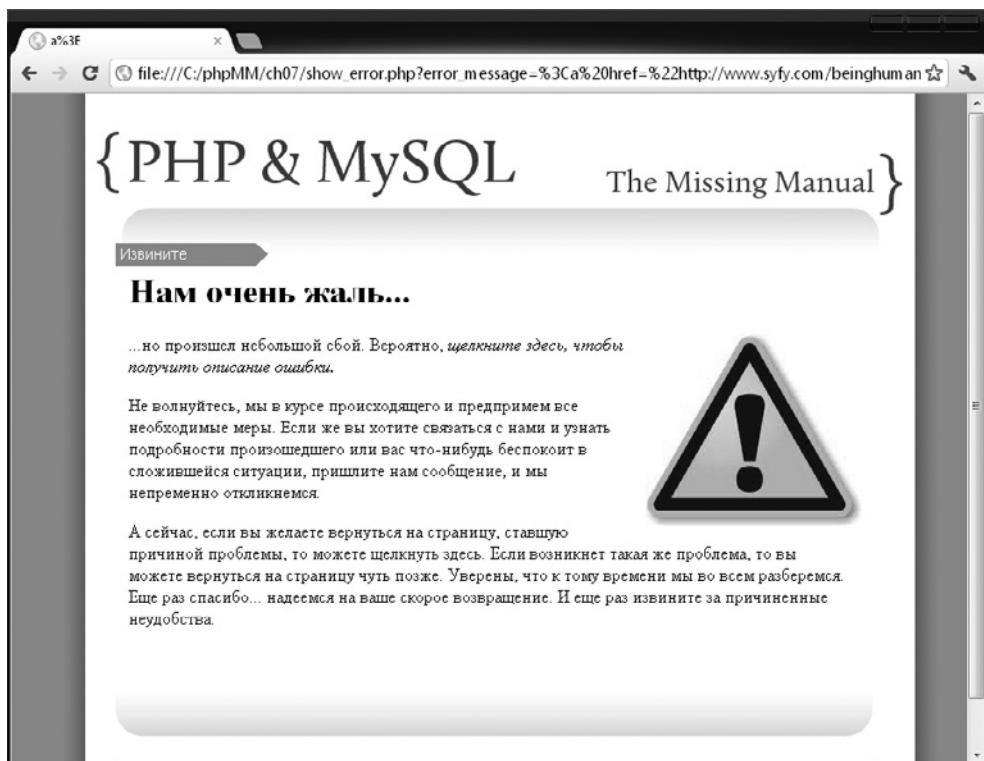 a%3E
file:///C:/phpMM/ch07/show_error.php?error_message=%3Ca%20href=%22http://www.syfy.com/beinghuman
{PHP & MySQL
The Missing Manual}
Извините
Нам очень жаль...
...но произошел небольшой сбой. Вероятно, щелкните здесь, чтобы
получить описание ошибки.
Не волнуйтесь, мы в курсе происходящего и предпримем все
необходимые меры. Если же вы хотите связаться с нами и узнать
подробности произошедшего или вас что-нибудь беспокоит в
сложившейся ситуации, пришлите нам сообщение, и мы
непременно откликнемся.
А сейчас, если вы желаете вернуться на страницу, ставшую
причиной проблемы, то можете щелкнуть здесь. Если возникнет такая же проблема, то вы
можете вернуться на страницу чуть позже. Уверены, что к тому времени мы во всем разберемся.
Еще раз спасибо... надеемся на ваше скорое возвращение. И еще раз извините за причиненные
неудобства.